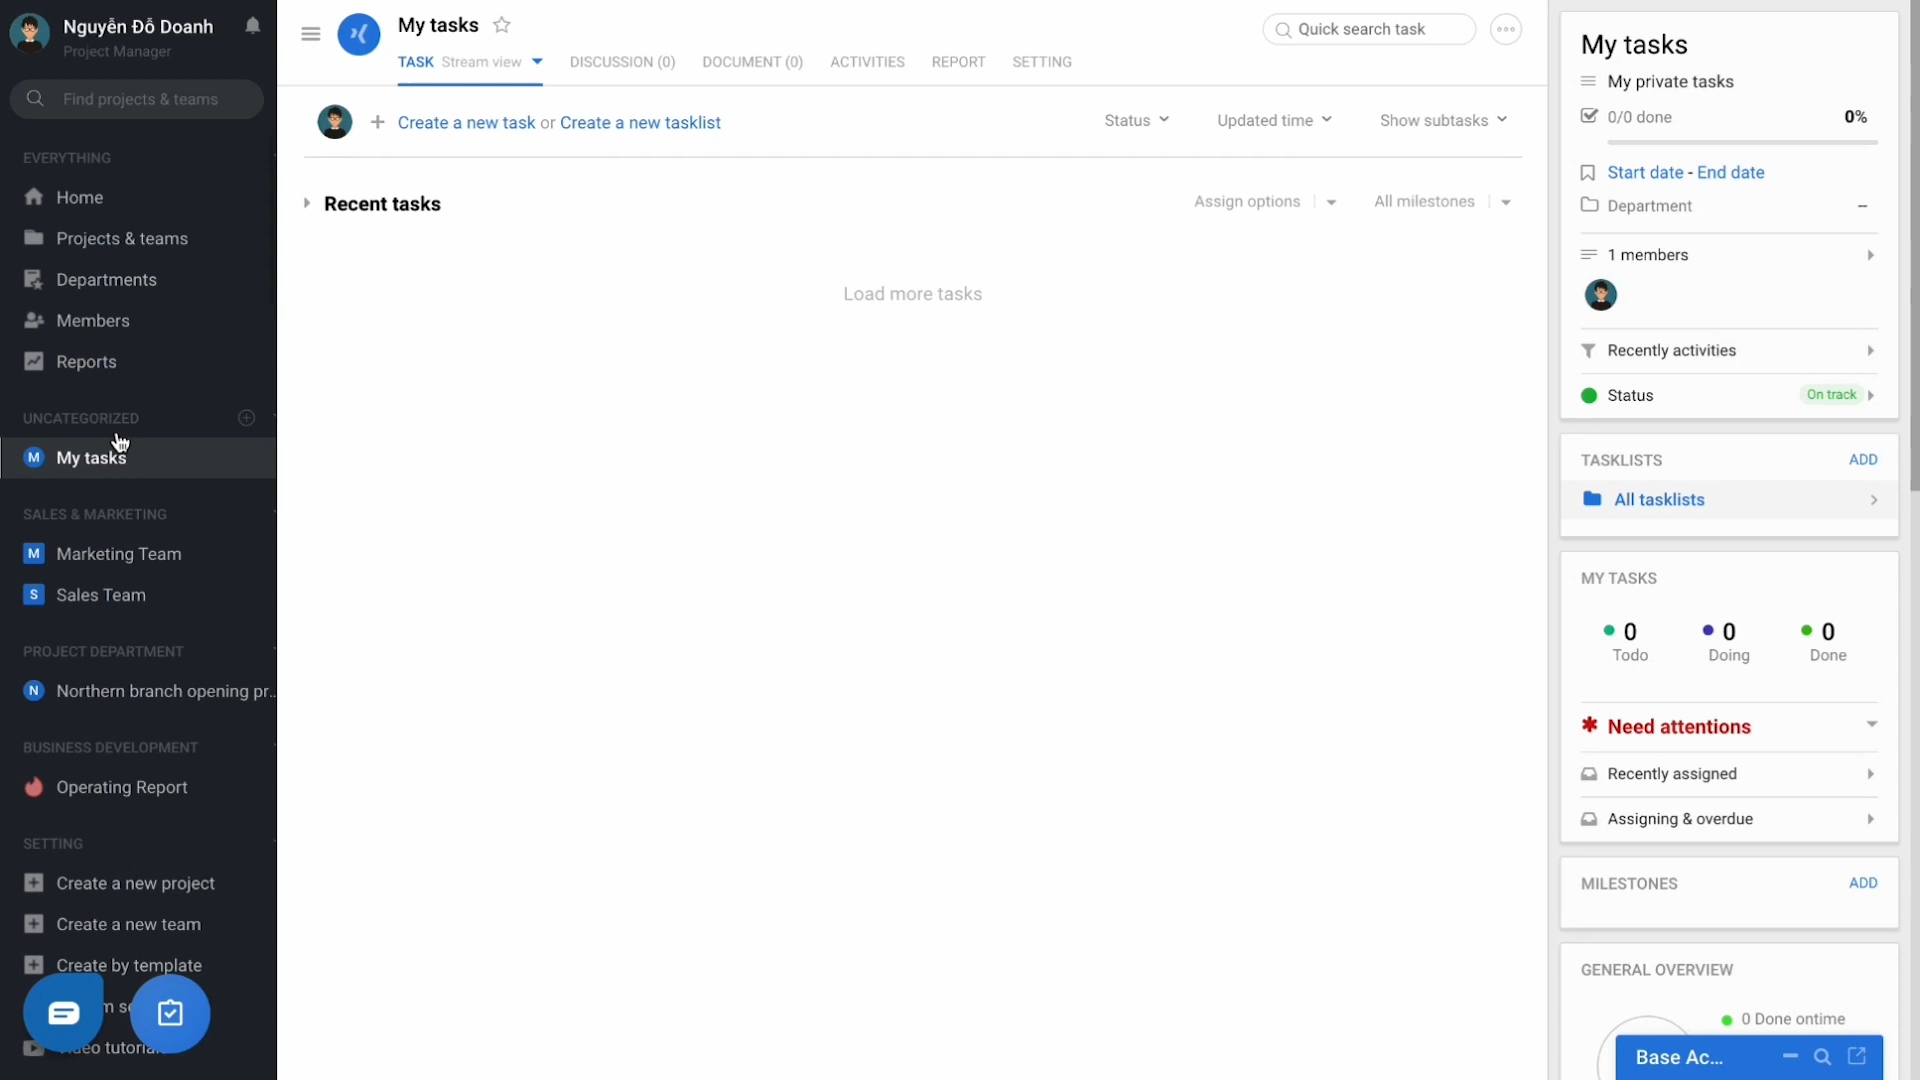 Nguyễn Đỗ Doanh
Project Manager
Find projects & teams
EVERYTHING
Home
Projects & teams
Departments
Members
Reports
UNCATEGORIZED
M My tasks
SALES & MARKETING
M Marketing Team
S Sales Team
PROJECT DEPARTMENT
N Northern branch opening pr...
BUSINESS DEVELOPMENT
Operating Report
SETTING
Create a new project
Create a new team
Create by template
My tasks
TASK Stream view DISCUSSION (0) DOCUMENT (0) ACTIVITIES REPORT SETTING
Quick search task
Create a new task or Create a new tasklist
Status Updated time Show subtasks
Recent tasks
Assign options All milestones
Load more tasks
My tasks
My private tasks
0/0 done 0%
Start date - End date
Department –
1 members
Recently activities
Status On track
TASKLISTS ADD
All tasklists
MY TASKS
0 0 0
Todo Doing Done
Need attentions
Recently assigned
Assigning & overdue
MILESTONES ADD
GENERAL OVERVIEW
0 Done ontime
Base Ac...